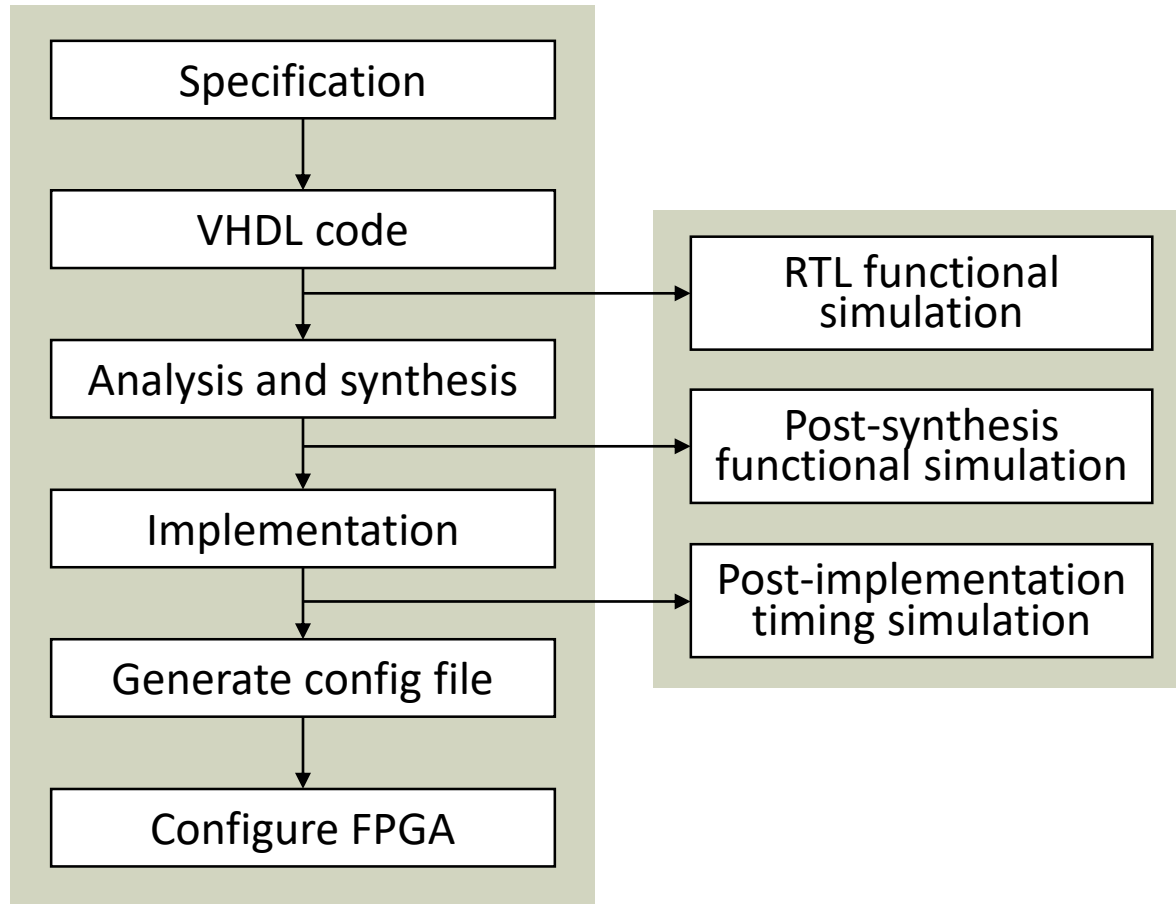 Specification
VHDL code
Analysis and synthesis
Implementation
Generate config file
Configure FPGA
RTL functional
simulation
Post-synthesis
functional simulation
Post-implementation
timing simulation